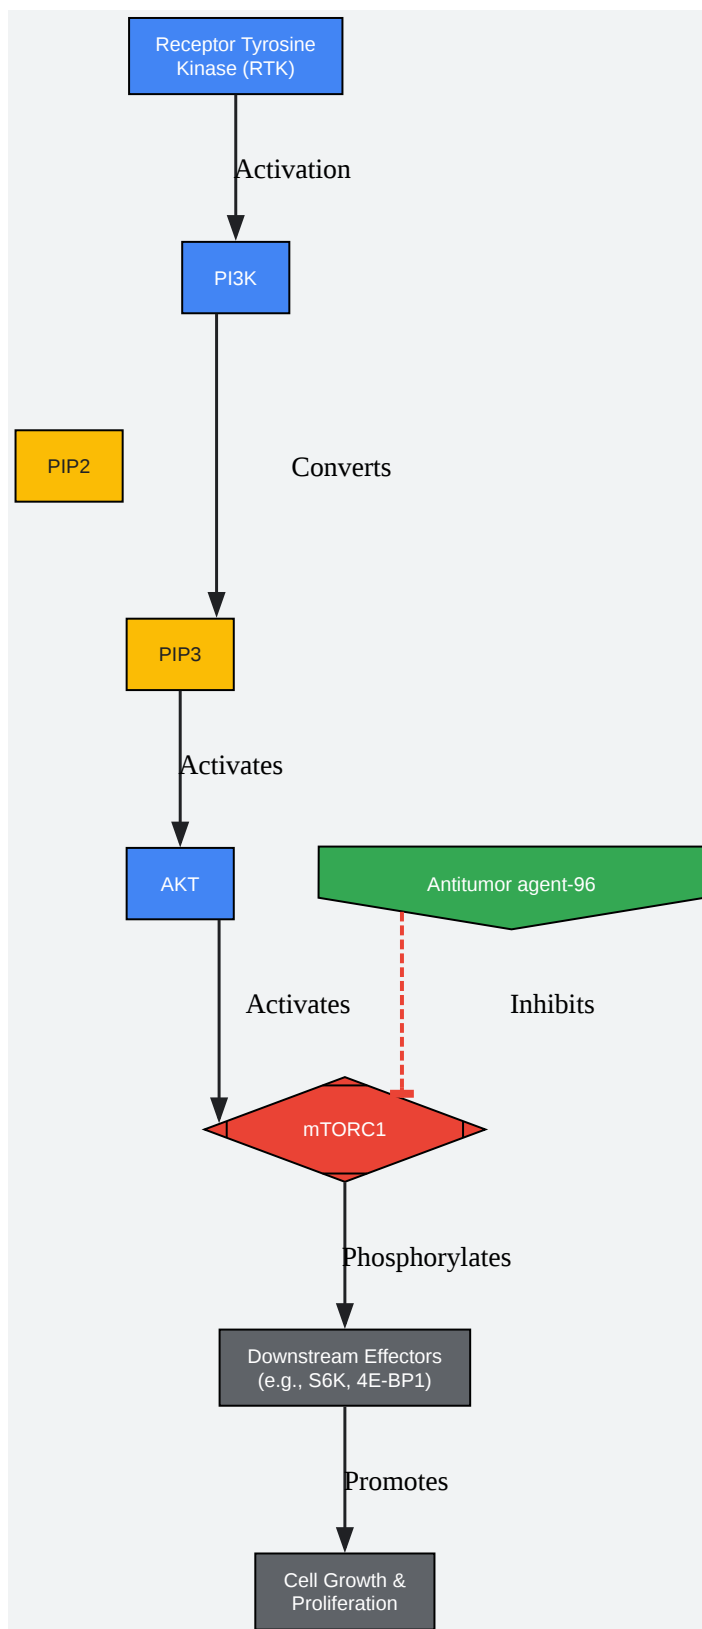 Receptor Tyrosine
Kinase (RTK)
Activation
PI3K
PIP2
Converts
PIP3
Activates
AKT
Antitumor agent-96
Activates
Inhibits
mTORC1
Phosphorylates
Downstream Effectors
(e.g., S6K, 4E-BP1)
Promotes
Cell Growth &
Proliferation